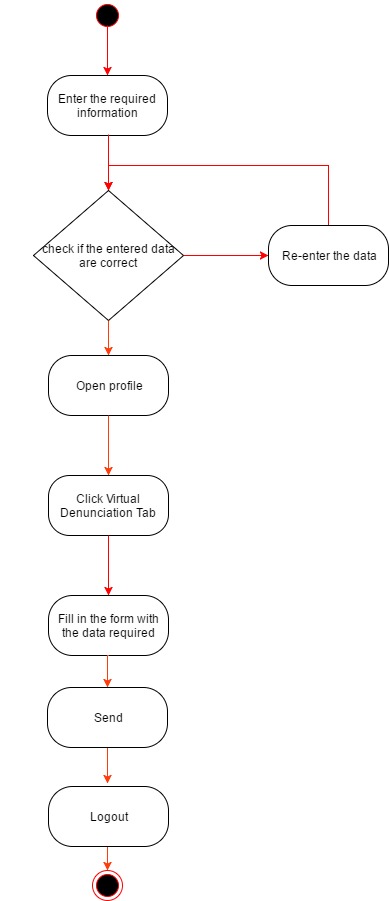 Enter the required
information
check if the entered data
are correct
Re-enter the data
Open profile
Click Virtual
Denunciation Tab
Fill in the form with
the data required
Send
Logout